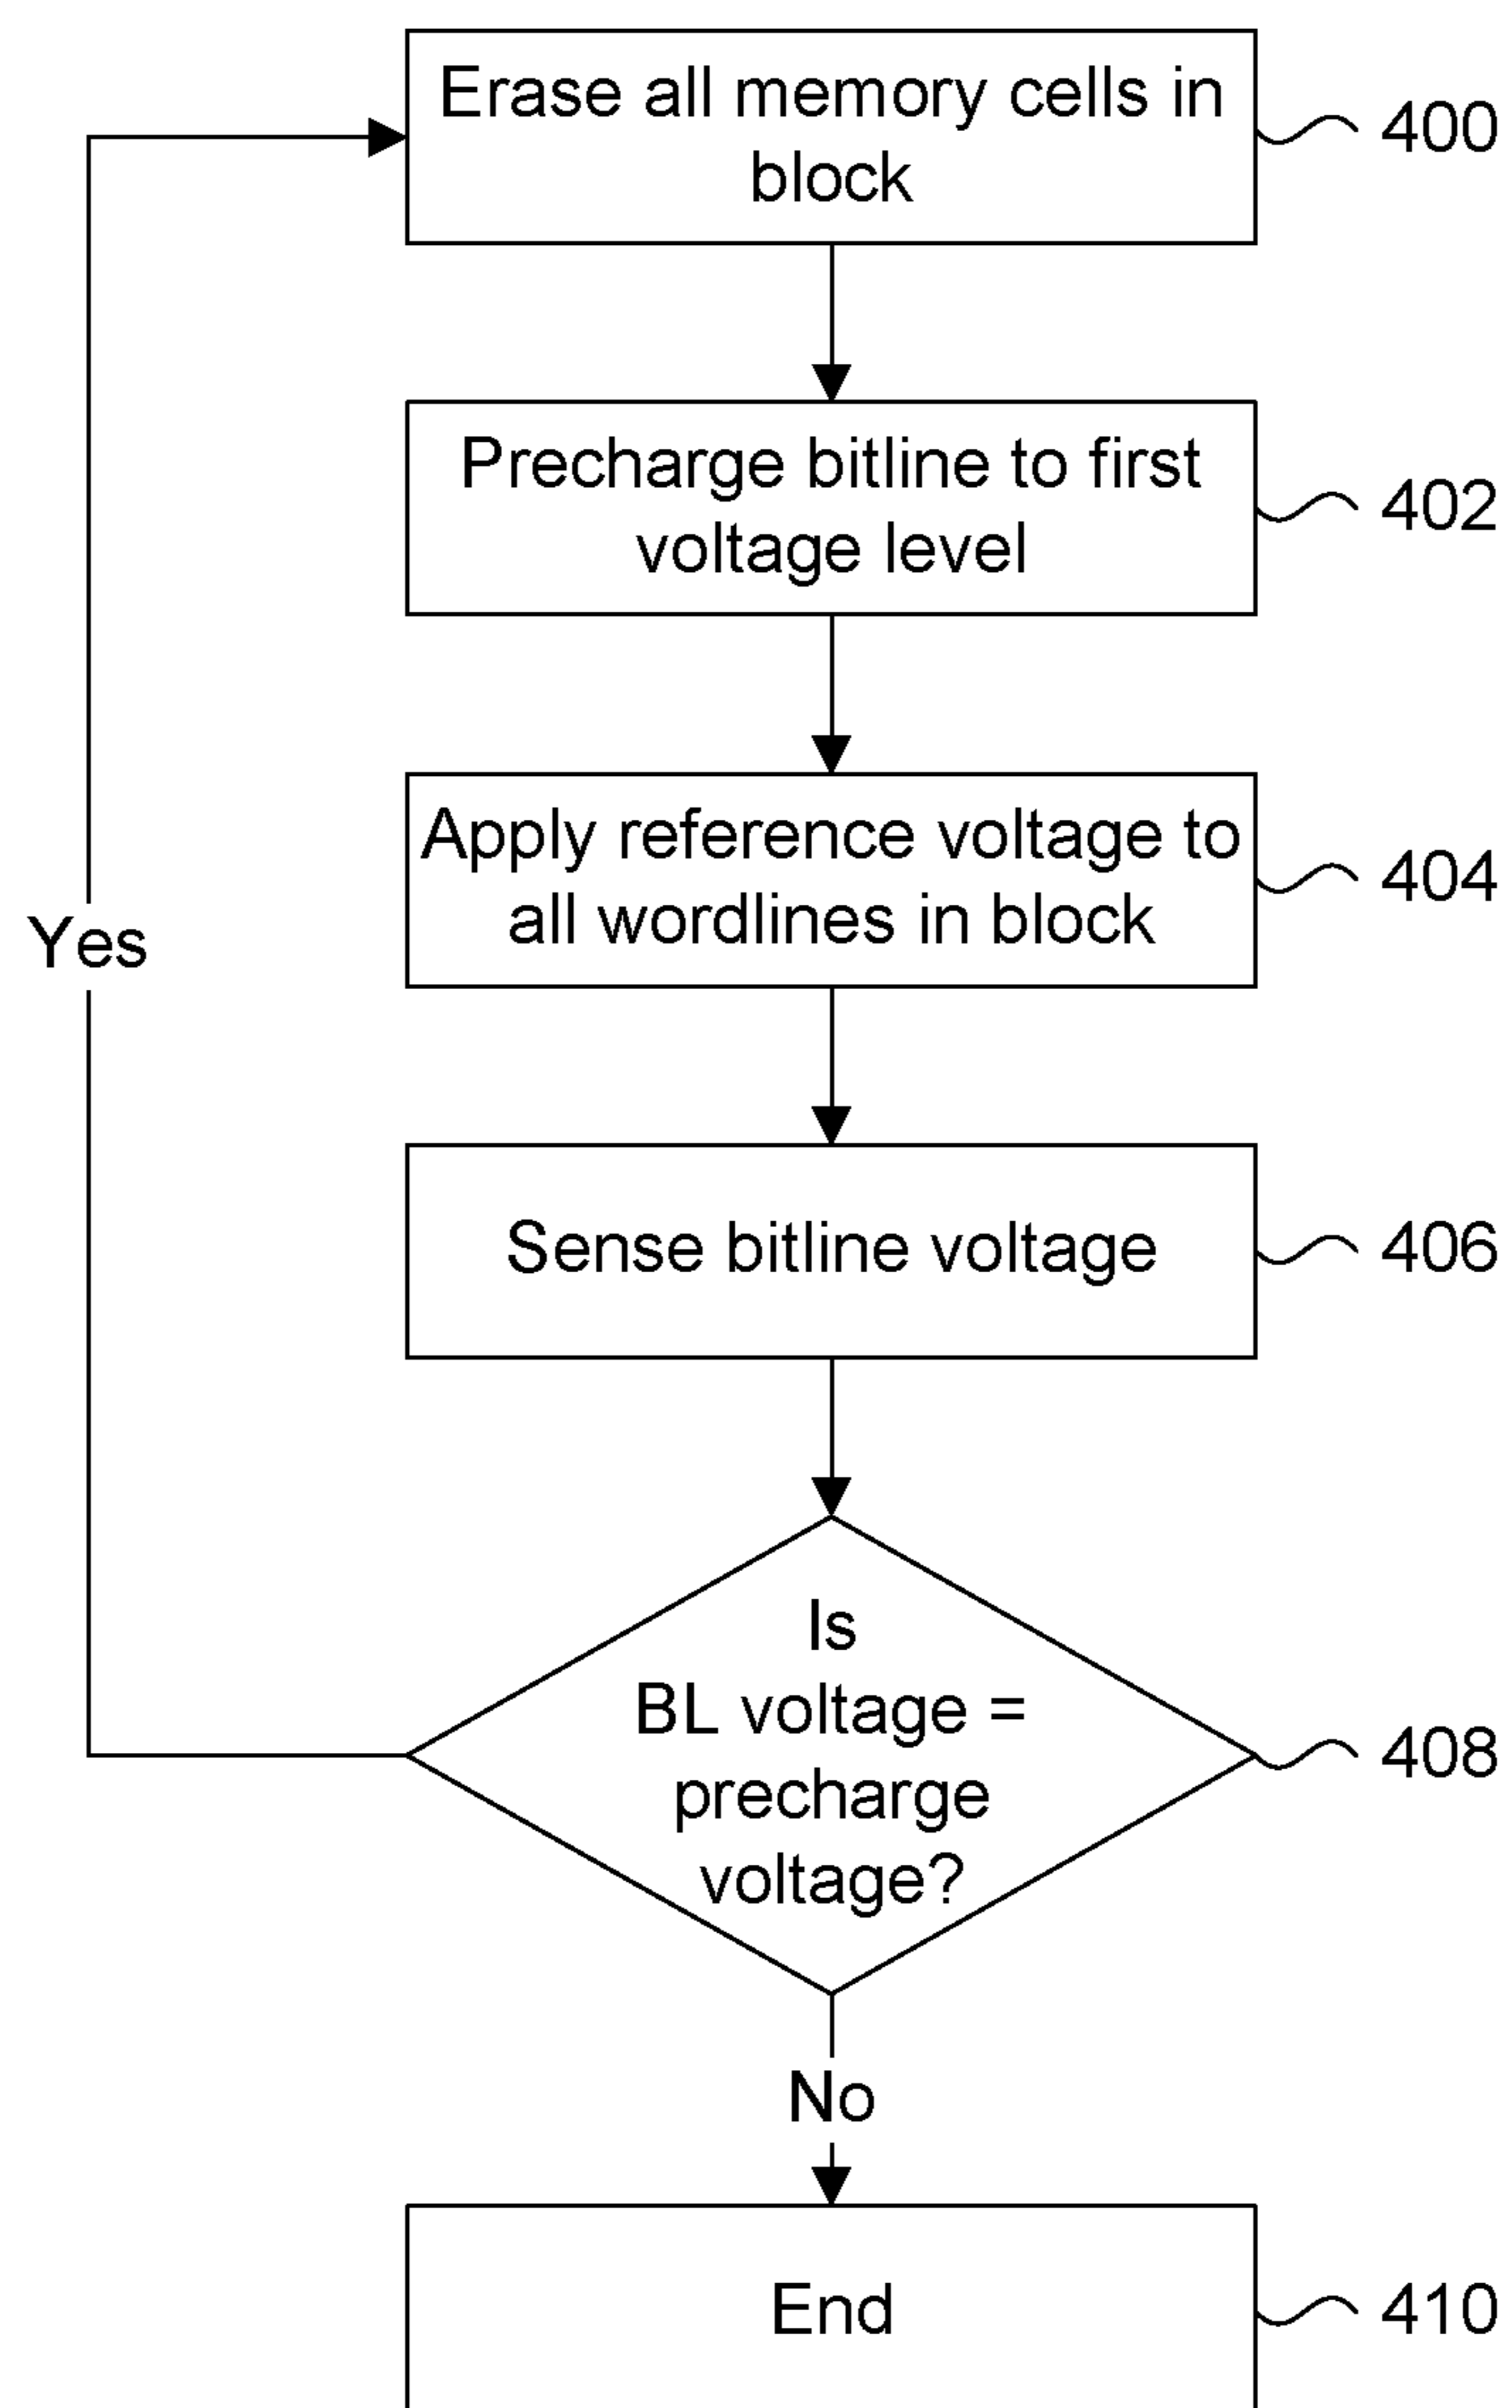 Erase all memory cells in
block
400
Precharge bitline to first
voltage level
402
Apply reference voltage to
all wordlines in block
404
Yes
Sense bitline voltage
406
Is
BL voltage =
precharge
voltage?
408
No
End
410